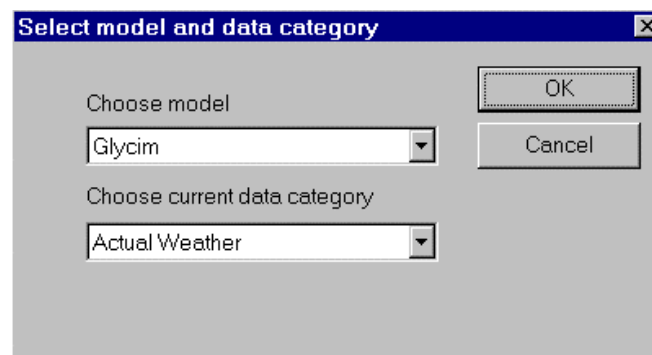 Select model and data category
Choose model
OK
Glycim
Cancel
Choose current data category
Actual Weather